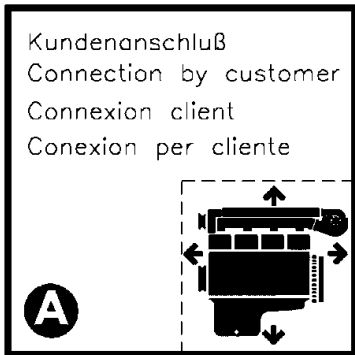 Kundenanschluß
Connection by customer
Connexion client
Conexion per cliente
A